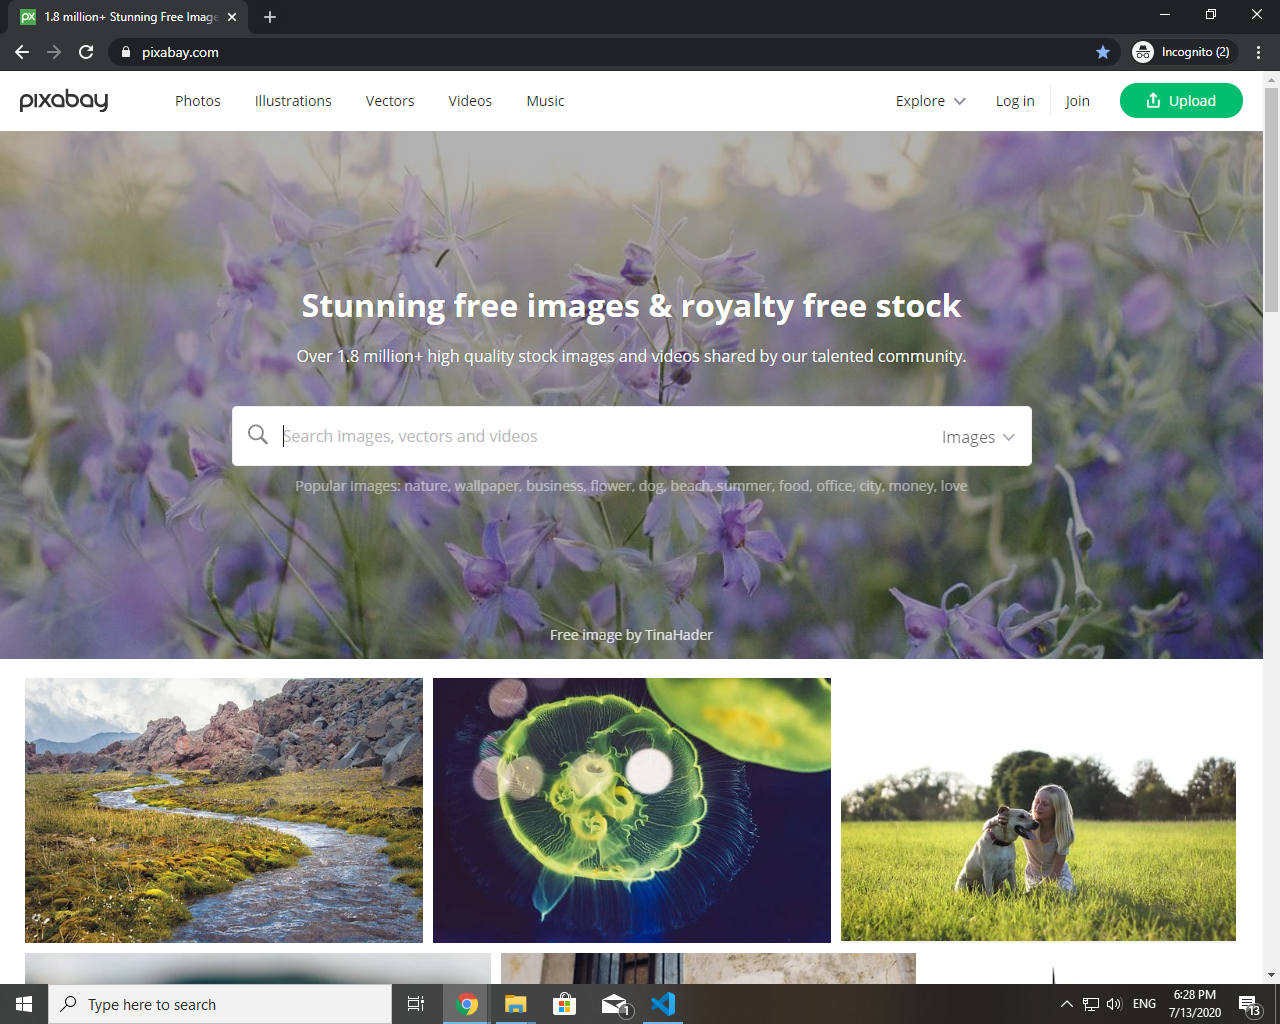 px 1.8 million+ Stunning Free Image
pixabay.com
Incognito (2)
pixabay
Photos
Illustrations
Vectors
Videos
Music
Explore
Log in
Join
Upload
Stunning free images & royalty free stock
Over 1.8 million+ high quality stock images and videos shared by our talented community.
Search images, vectors and videos
Images
Popular Images: nature, wallpaper, business, flower, dog, beach, summer, food, office, city, money, love
Free image by TinaHader
Type here to search
1
ENG
6:28 PM
7/13/2020
13